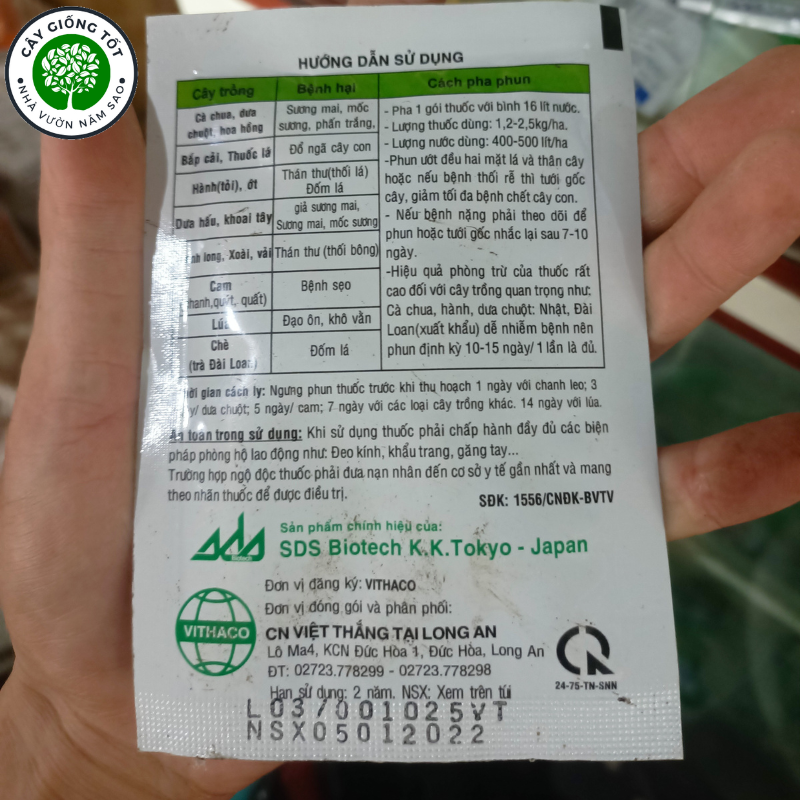 CÂY GIỐNG TỐT
NHÀ VƯỜN NĂM SAO
HƯỚNG DẪN SỬ DỤNG
Cây trồng
Bệnh hại
Cách pha phun
Cà chua, dưa
chuột, hoa hồng
Sương mai, mốc
sương, phấn trắng,
Bắp cải, Thuốc lá
Đổ ngã cây con
Hành(tỏi), ớt
Thán thư(thối lá)
Đốm lá
Dưa hấu, khoai tây
giả sương mai,
Sương mai, mốc sương
long, Xoài, vải
Thán thư (thối bông)
Cam
chanh,quýt, quất)
Bệnh sẹo
Lúa
Đạo ôn, khô vằn
Chè
(trà Đài Loan)
Đốm lá
- Pha 1 gói thuốc với bình 16 lít nước.
- Lượng thuốc dùng: 1,2-2,5kg/ha.
- Lượng nước dùng: 400-500 lít/ha
-Phun ướt đều hai mặt lá và thân cây
hoặc nếu bệnh thối rễ thì tưới gốc
cây, giảm tối đa bệnh chết cây con.
- Nếu bệnh nặng phải theo dõi để
phun hoặc tưới gốc nhắc lại sau 7-10
ngày.
-Hiệu quả phòng trừ của thuốc rất
cao đối với cây trồng quan trọng như:
Cà chua, hành, dưa chuột: Nhật, Đài
Loan(xuất khẩu) dễ nhiễm bệnh nên
phun định kỳ 10-15 ngày/ 1 lần là đủ.
gian cách ly: Ngưng phun thuốc trước khi thu hoạch 1 ngày với chanh leo; 3
dưa chuột; 5 ngày/ cam; 7 ngày với các loại cây trồng khác. 14 ngày với lúa.
An toàn trong sử dụng: Khi sử dụng thuốc phải chấp hành đầy đủ các biện
pháp phòng hộ lao động như: Đeo kính, khẩu trang, găng tay...
Trường hợp ngộ độc thuốc phải đưa nạn nhân đến cơ sở y tế gần nhất và mang
theo nhãn thuốc để được điều trị.
SĐK: 1556/CNĐK-BVTV
sds
Biotech
Sản phẩm chính hiệu của:
SDS Biotech K.K.Tokyo - Japan
Đơn vị đăng ký: VITHACO
Đơn vị đóng gói và phân phối:
VITHACO
CN VIỆT THẮNG TẠI LONG AN
Lô Ma4, KCN Đức Hòa 1, Đức Hòa, Long An
ĐT: 02723.778299 - 02723.778298
24-75-TN-SNN
Hạn sử dụng: 2 năm. NSX: Xem trên túi
L03/001025VT
NSX05012022